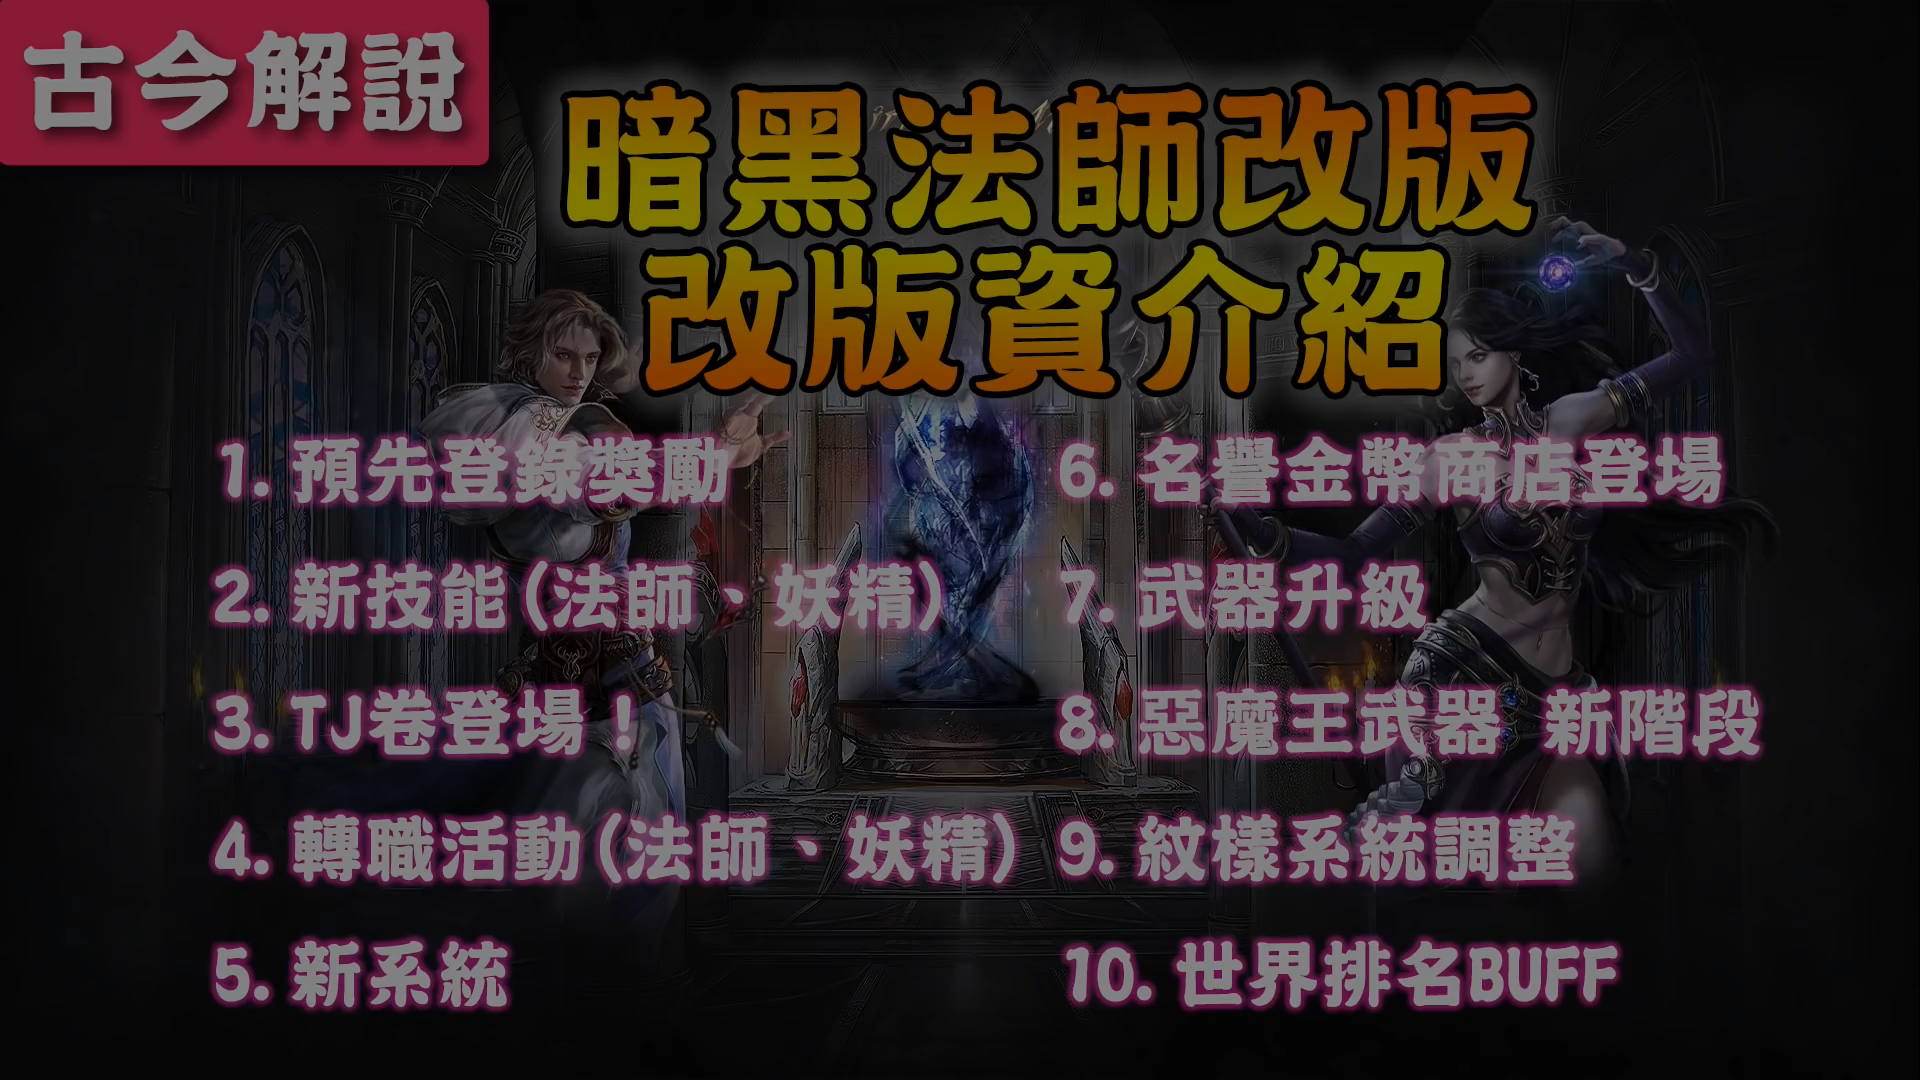 古今解說
暗黑法師改版
改版資介紹
1. 預先登錄獎勵
2. 新技能(法師、妖精)
3. TJ卷登場！
4. 轉職活動(法師、妖精)
5. 新系統
6. 名譽金幣商店登場
7. 武器升級
8. 惡魔王武器 新階段
9. 紋樣系統調整
10. 世界排名BUFF